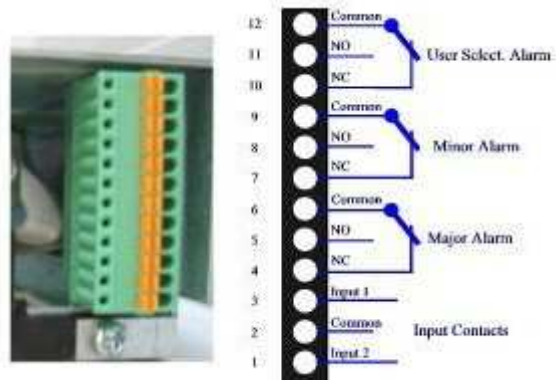 12 Common
11 NO User Select. Alarm
10 NC
9 Common
8 NO Minor Alarm
7 NC
6 Common
5 NO Major Alarm
4 NC
3 Input 1
2 Common Input Contacts
1 Input 2